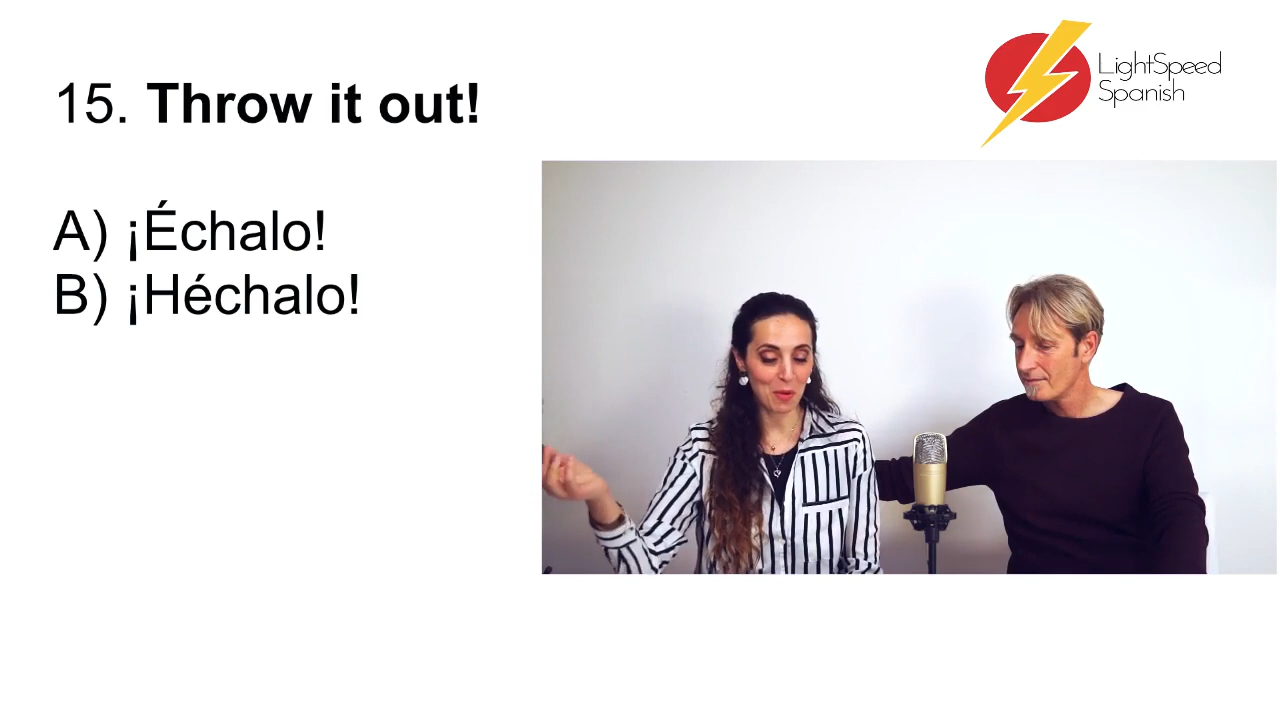 15. Throw it out!
LightSpeed
Spanish
A) ¡Échalo!
B) ¡Héchalo!